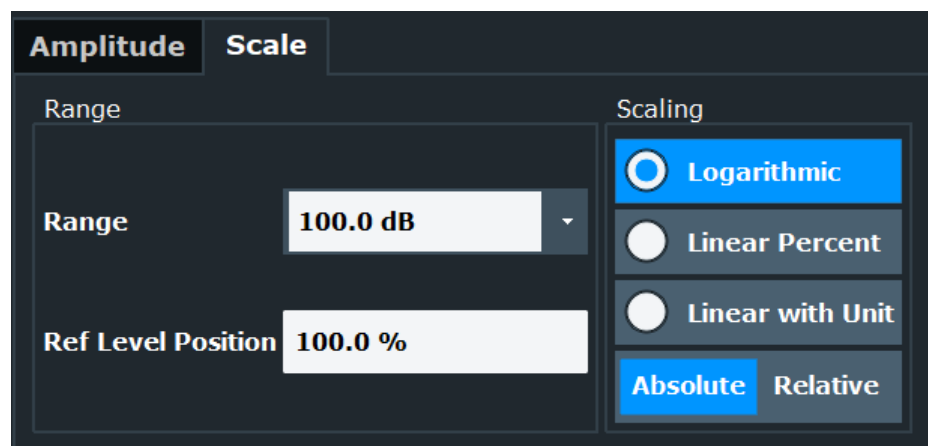 Amplitude Scale
Range
Range 100.0 dB
Ref Level Position 100.0 %
Scaling
Logarithmic
Linear Percent
Linear with Unit
Absolute Relative